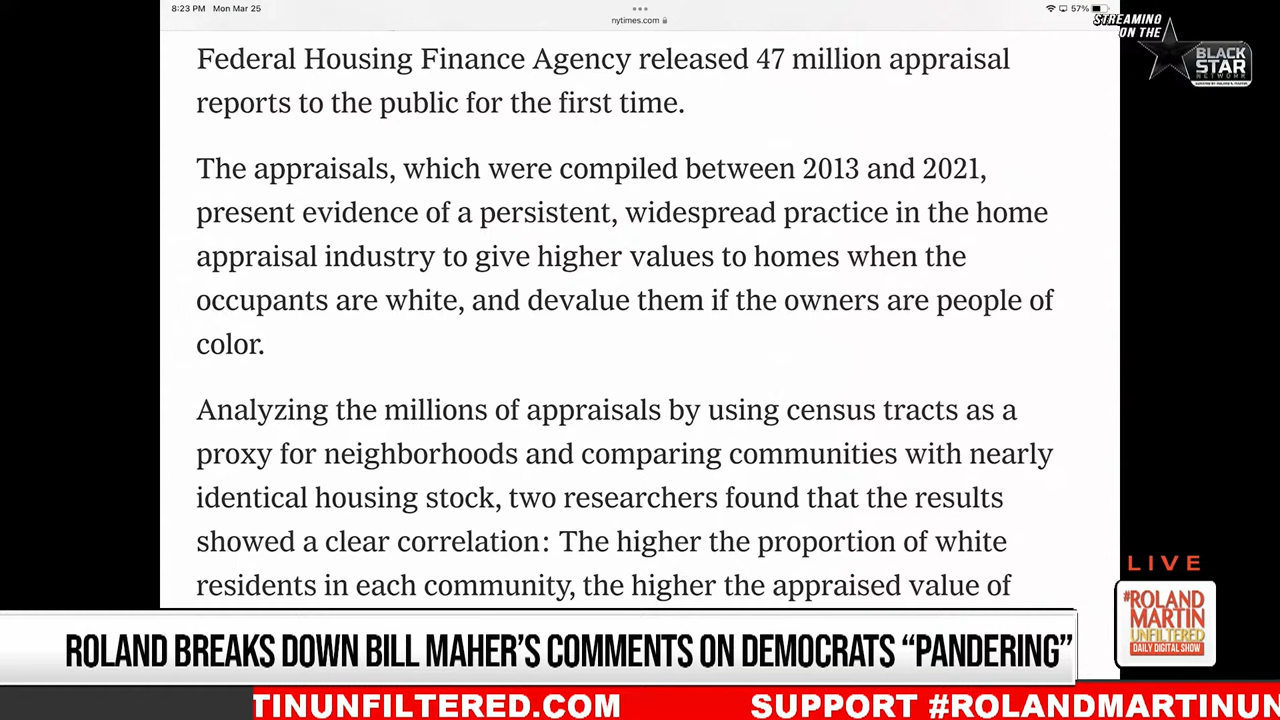 8:23 PM Mon Mar 25
nytimes.com
57%
STREAMING
ON THE
BLACK
STAR
NETWORK
Federal Housing Finance Agency released 47 million appraisal
reports to the public for the first time.
The appraisals, which were compiled between 2013 and 2021,
present evidence of a persistent, widespread practice in the home
appraisal industry to give higher values to homes when the
occupants are white, and devalue them if the owners are people of
color.
Analyzing the millions of appraisals by using census tracts as a
proxy for neighborhoods and comparing communities with nearly
identical housing stock, two researchers found that the results
showed a clear correlation: The higher the proportion of white
residents in each community, the higher the appraised value of
LIVE
#ROLAND
MARTIN
UNFILTERED
DAILY DIGITAL SHOW
ROLAND BREAKS DOWN BILL MAHER'S COMMENTS ON DEMOCRATS “PANDERING”
TINUNFILTERED.COM SUPPORT #ROLANDMARTINUN